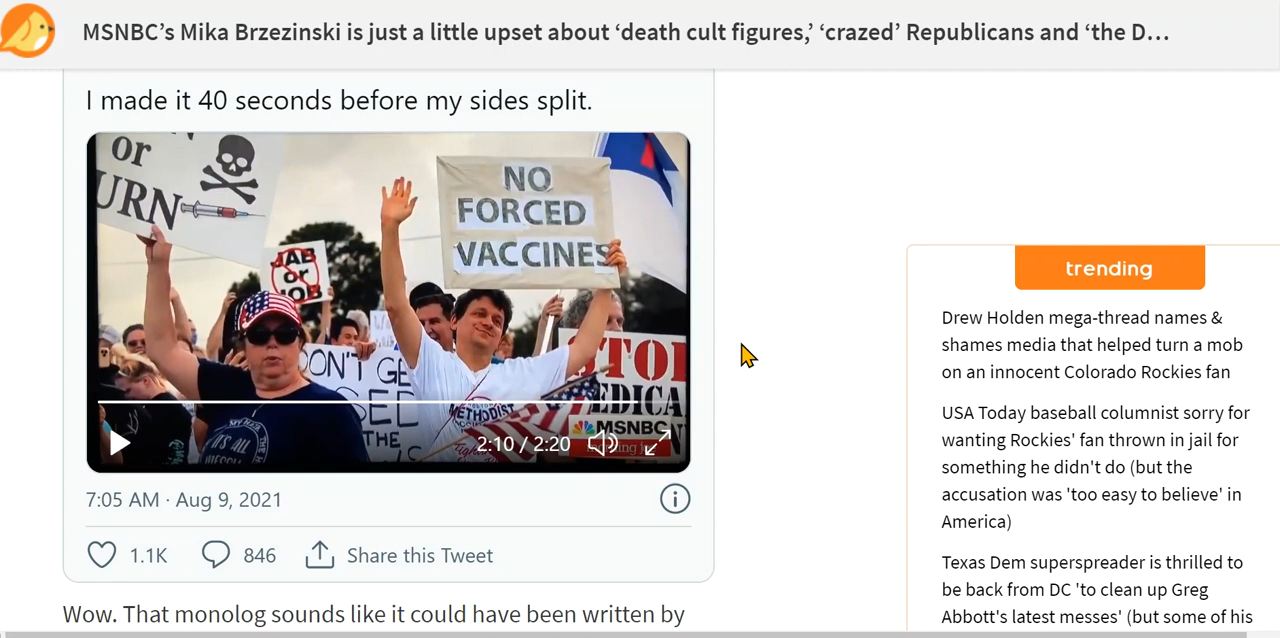 MSNBC’s Mika Brzezinski is just a little upset about ‘death cult figures,’ ‘crazed’ Republicans and ‘the D…
I made it 40 seconds before my sides split.
or
URN
JAB
or
JOB
NO
FORCED
VACCINES
DON'T GE
THE
METHODIST
MSNBC
2:10 / 2:20
7:05 AM · Aug 9, 2021
1.1K
846
Share this Tweet
Wow. That monolog sounds like it could have been written by
trending
Drew Holden mega-thread names &
shames media that helped turn a mob
on an innocent Colorado Rockies fan
USA Today baseball columnist sorry for
wanting Rockies' fan thrown in jail for
something he didn't do (but the
accusation was 'too easy to believe' in
America)
Texas Dem superspreader is thrilled to
be back from DC 'to clean up Greg
Abbott's latest messes' (but some of his